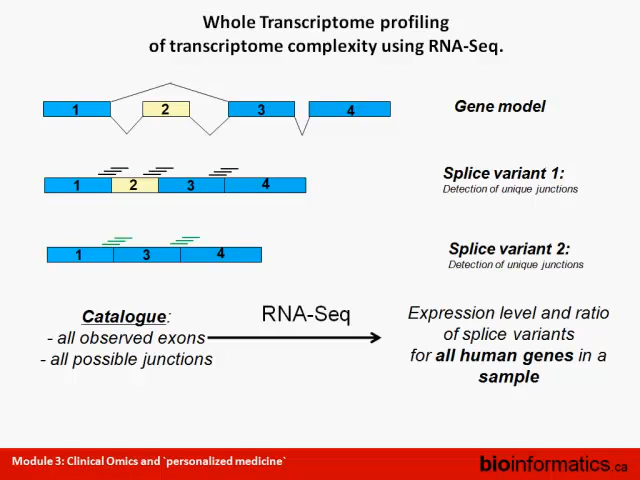 Whole Transcriptome profiling
of transcriptome complexity using RNA-Seq.
1 2 3 4
Gene model
1 2 3 4
Splice variant 1:
Detection of unique junctions
1 3 4
Splice variant 2:
Detection of unique junctions
Catalogue:
- all observed exons
- all possible junctions
RNA-Seq
Expression level and ratio
of splice variants
for all human genes in a
sample
Module 3: Clinical Omics and `personalized medicine`
bioinformatics.ca